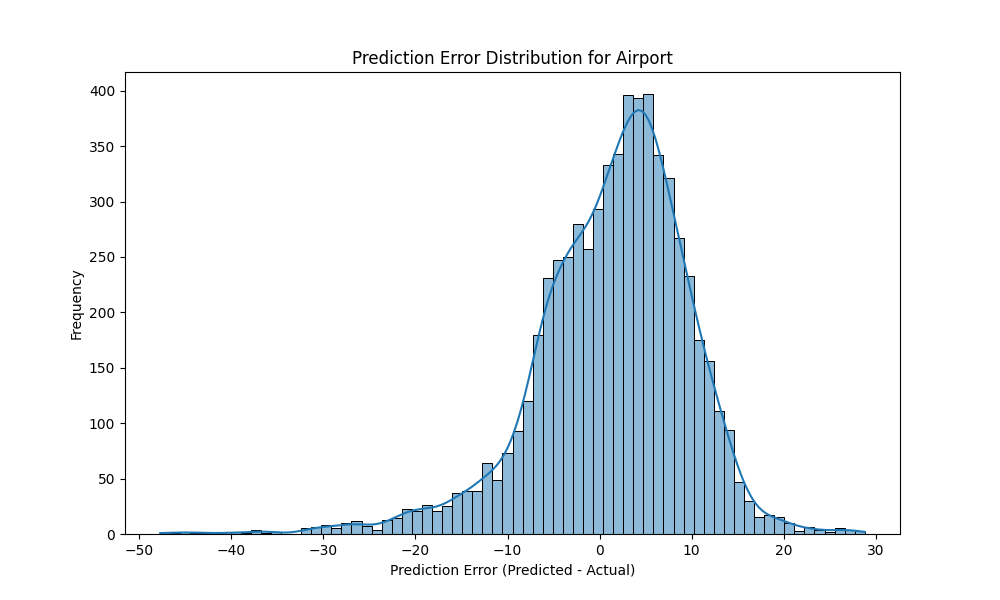 Prediction Error Distribution for Airport
400
350
300
250
200
150
100
50
0
Frequency
−50 −40 −30 −20 −10 0 10 20 30
Prediction Error (Predicted - Actual)